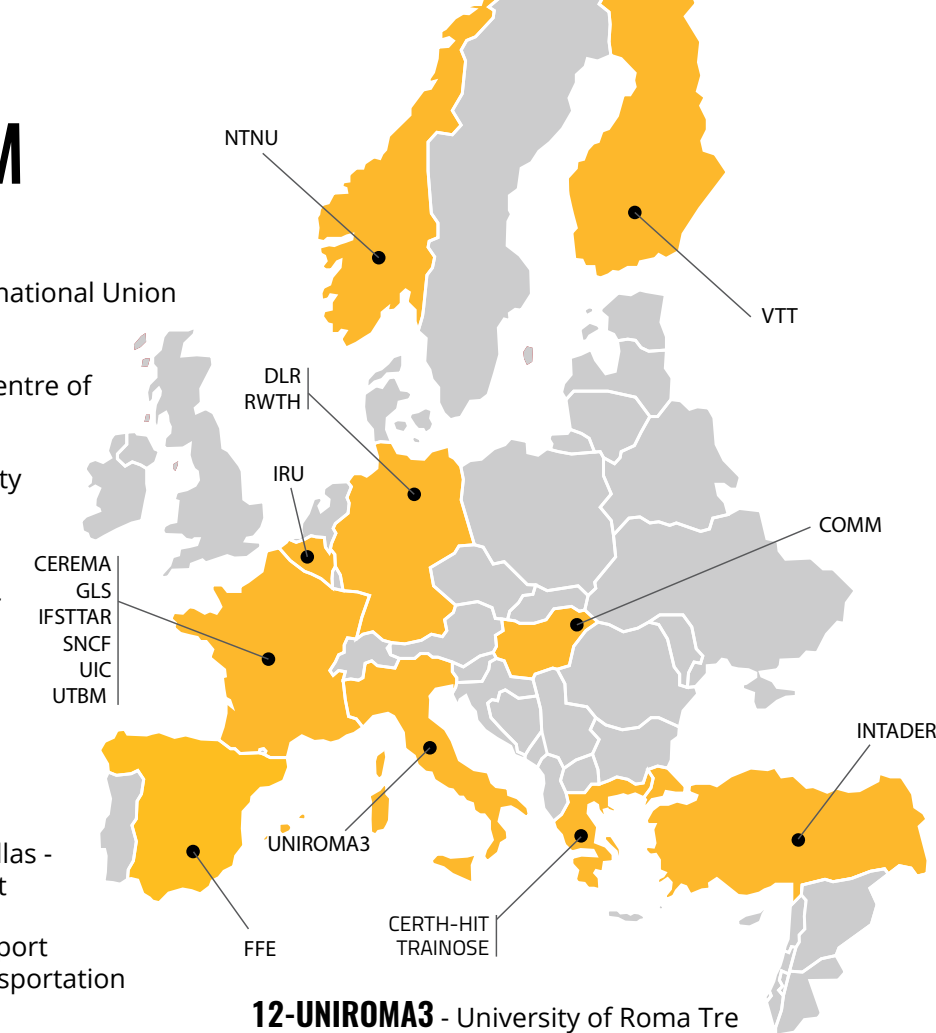 M
NTNU
national Union
VTT
DLR
RWTH
entre of
IRU
ty
COMM
CEREMA
GLS
IFSTTAR
SNCF
UIC
UTBM
INTADER
UNIROMA3
llas -
t
CERTH-HIT
TRAINOSE
FFE
port
sportation
12-UNIROMA3 - University of Roma Tre